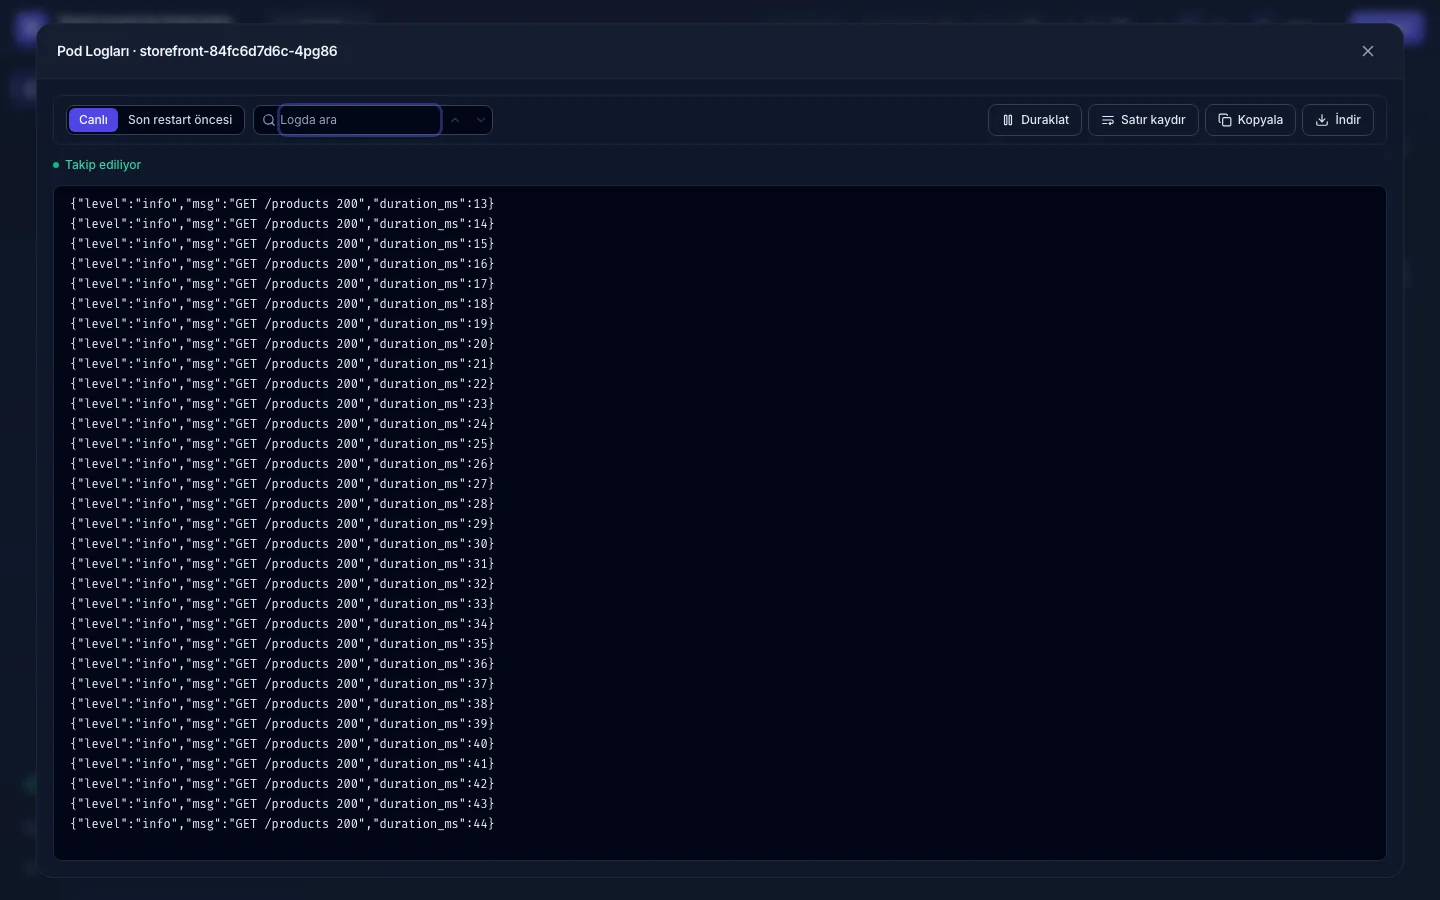 Pod Logları · storefront-84fc6d7d6c-4pg86
Canlı Son restart öncesi Logda ara Duraklat Satır kaydır Kopyala İndir
Takip ediliyor
{"level":"info","msg":"GET /products 200","duration_ms":13}
{"level":"info","msg":"GET /products 200","duration_ms":14}
{"level":"info","msg":"GET /products 200","duration_ms":15}
{"level":"info","msg":"GET /products 200","duration_ms":16}
{"level":"info","msg":"GET /products 200","duration_ms":17}
{"level":"info","msg":"GET /products 200","duration_ms":18}
{"level":"info","msg":"GET /products 200","duration_ms":19}
{"level":"info","msg":"GET /products 200","duration_ms":20}
{"level":"info","msg":"GET /products 200","duration_ms":21}
{"level":"info","msg":"GET /products 200","duration_ms":22}
{"level":"info","msg":"GET /products 200","duration_ms":23}
{"level":"info","msg":"GET /products 200","duration_ms":24}
{"level":"info","msg":"GET /products 200","duration_ms":25}
{"level":"info","msg":"GET /products 200","duration_ms":26}
{"level":"info","msg":"GET /products 200","duration_ms":27}
{"level":"info","msg":"GET /products 200","duration_ms":28}
{"level":"info","msg":"GET /products 200","duration_ms":29}
{"level":"info","msg":"GET /products 200","duration_ms":30}
{"level":"info","msg":"GET /products 200","duration_ms":31}
{"level":"info","msg":"GET /products 200","duration_ms":32}
{"level":"info","msg":"GET /products 200","duration_ms":33}
{"level":"info","msg":"GET /products 200","duration_ms":34}
{"level":"info","msg":"GET /products 200","duration_ms":35}
{"level":"info","msg":"GET /products 200","duration_ms":36}
{"level":"info","msg":"GET /products 200","duration_ms":37}
{"level":"info","msg":"GET /products 200","duration_ms":38}
{"level":"info","msg":"GET /products 200","duration_ms":39}
{"level":"info","msg":"GET /products 200","duration_ms":40}
{"level":"info","msg":"GET /products 200","duration_ms":41}
{"level":"info","msg":"GET /products 200","duration_ms":42}
{"level":"info","msg":"GET /products 200","duration_ms":43}
{"level":"info","msg":"GET /products 200","duration_ms":44}